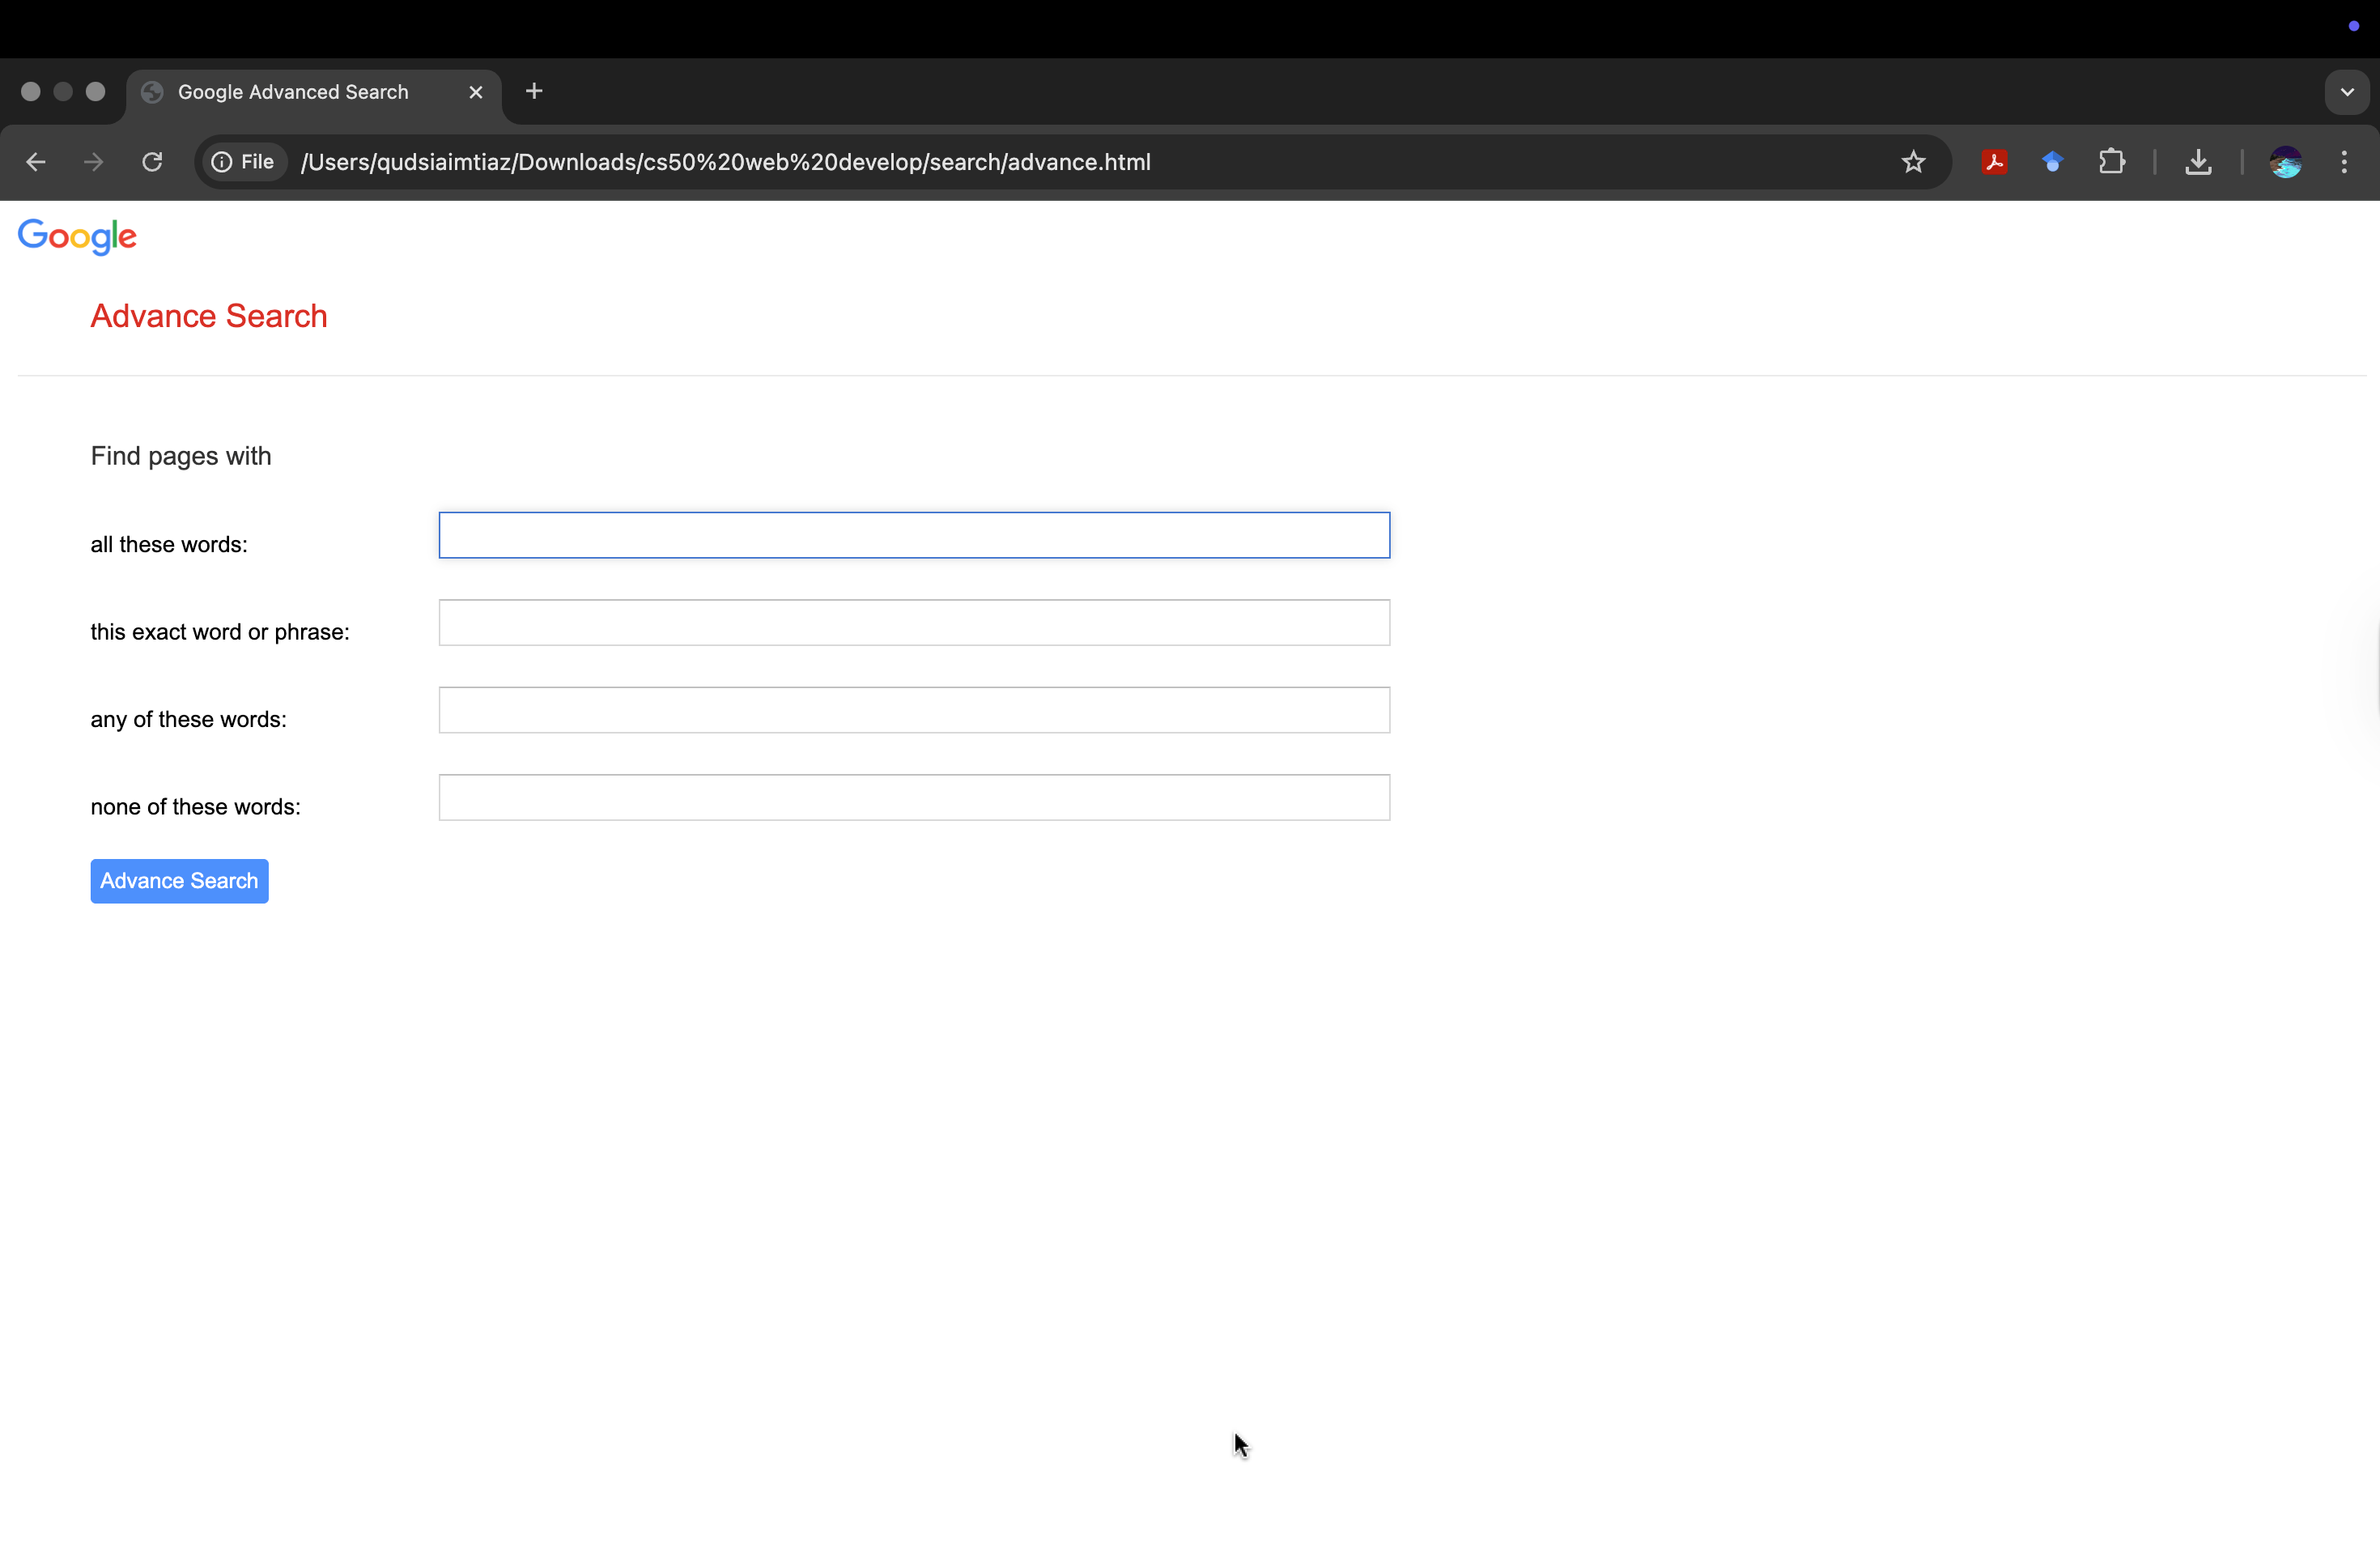 Google Advanced Search
File /Users/qudsiaimtiaz/Downloads/cs50%20web%20develop/search/advance.html
Google
Advance Search
Find pages with
all these words:
this exact word or phrase:
any of these words:
none of these words:
Advance Search